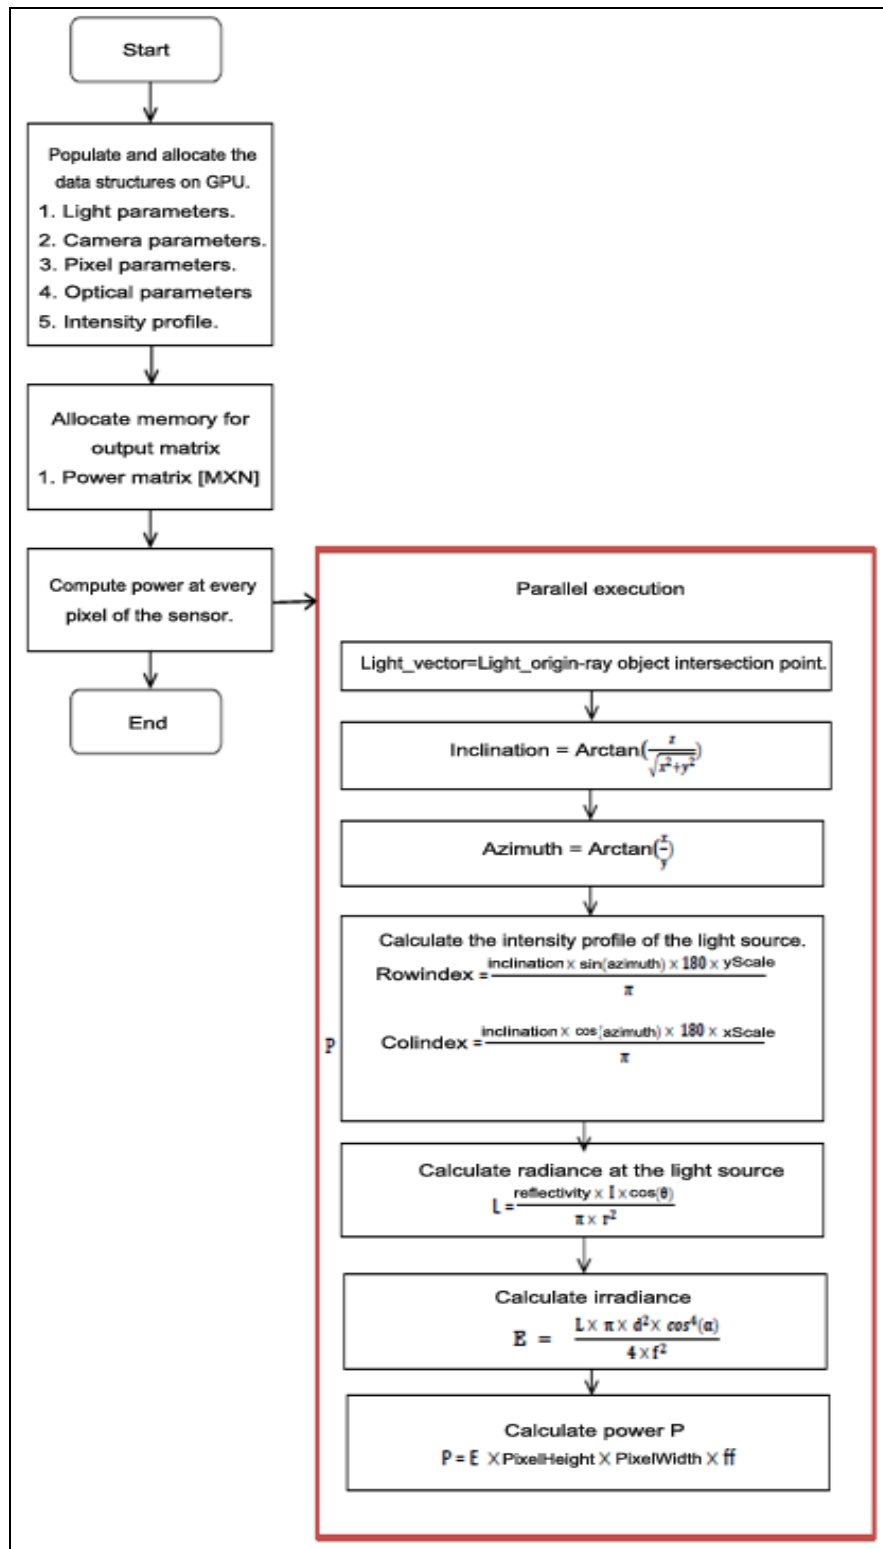 Start
Populate and allocate the
data structures on GPU.
1. Light parameters.
2. Camera parameters.
3. Pixel parameters.
4. Optical parameters
5. Intensity profile.
Allocate memory for
output matrix
1. Power matrix [MXN]
Compute power at every
pixel of the sensor.
End
Parallel execution
Light_vector=Light_origin-ray object intersection point.
Inclination = Arctan(z/√(x²+y²))
Azimuth = Arctan(x/y)
Calculate the intensity profile of the light source.
Rowindex = inclination × sin(azimuth) × 180 × yScale / π
Colindex = inclination × cos(azimuth) × 180 × xScale / π
P
Calculate radiance at the light source
L = reflectivity × I × cos(θ) / π × r²
Calculate irradiance
E = L × π × d² × cos⁴(α) / 4 × f²
Calculate power P
P = E × PixelHeight × PixelWidth × ff